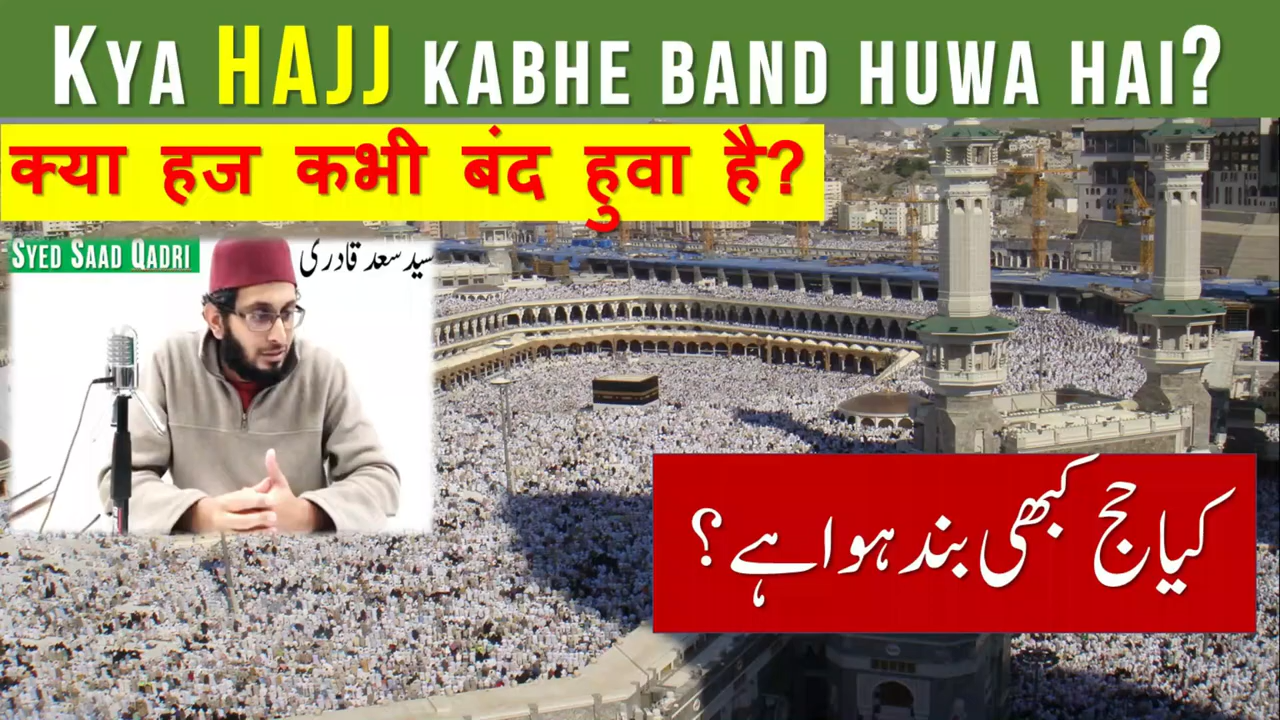 KYA HAJJ KABHE BAND HUWA HAI?
क्या हज कभी बंद हुवा है?
SYED SAAD QADRI
سید سعد قادری
کیا حج کبھی بند ہوا ہے؟